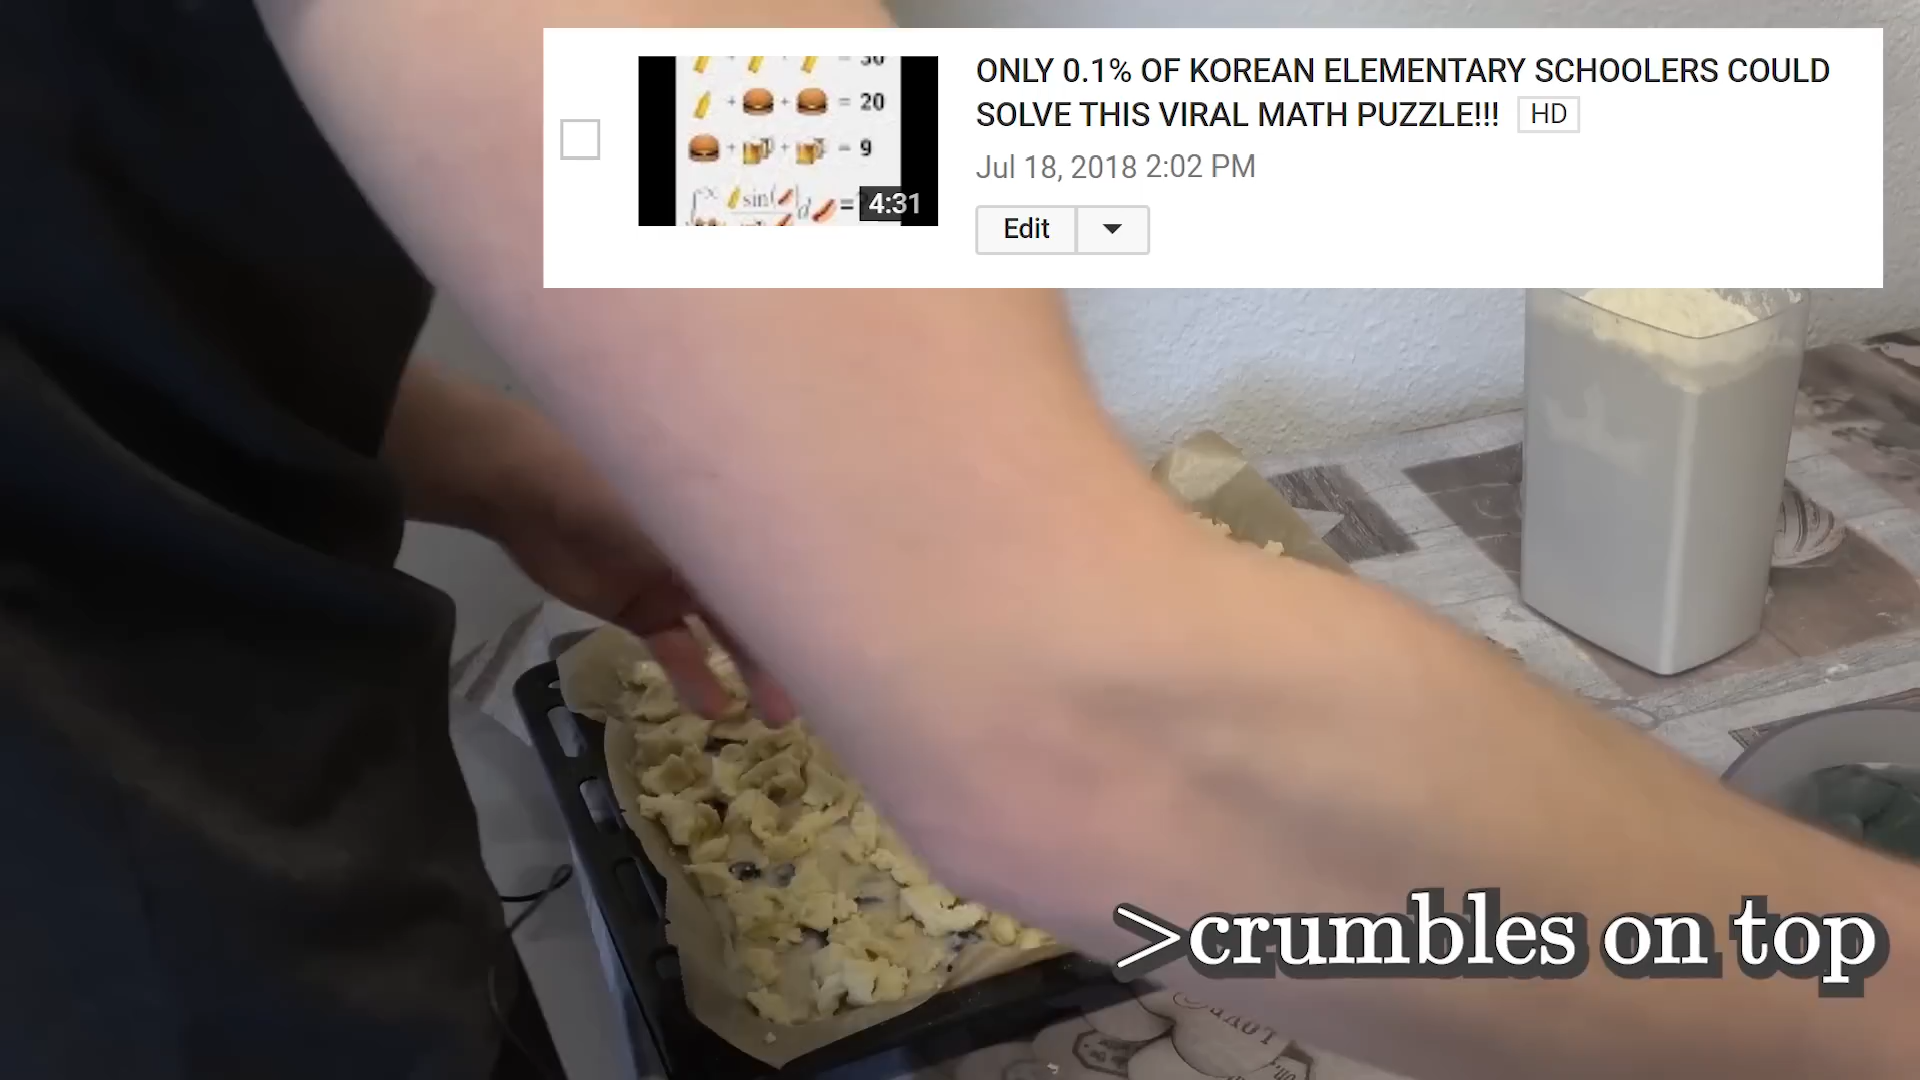 ONLY 0.1% OF KOREAN ELEMENTARY SCHOOLERS COULD
SOLVE THIS VIRAL MATH PUZZLE!!! HD
Jul 18, 2018 2:02 PM
Edit
+ + = 30
+ + = 20
+ + = 9
sin( d =
4:31
>crumbles on top